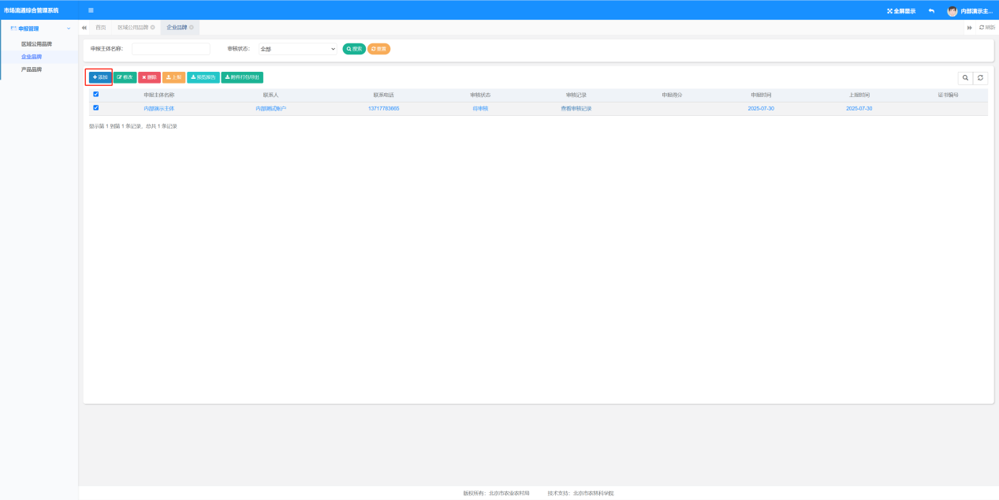 市场流通综合管理系统
全屏显示 内部演示主...
申报管理
区域公用品牌
企业品牌
产品品牌
首页 区域公用品牌 企业品牌 刷新
申报主体名称： 审核状态： 全部 搜索 重置
添加 修改 删除 上报 预览报告 附件打包导出
申报主体名称 联系人 联系电话 审核状态 审核记录 申报得分 申报时间 上报时间 证书编号
内部演示主体 内部测试账户 13717783665 待审核 查看审核记录 2025-07-30 2025-07-30
显示第 1 到第 1 条记录，总共 1 条记录
版权所有：北京市农业农村局 技术支持：北京市农林科学院